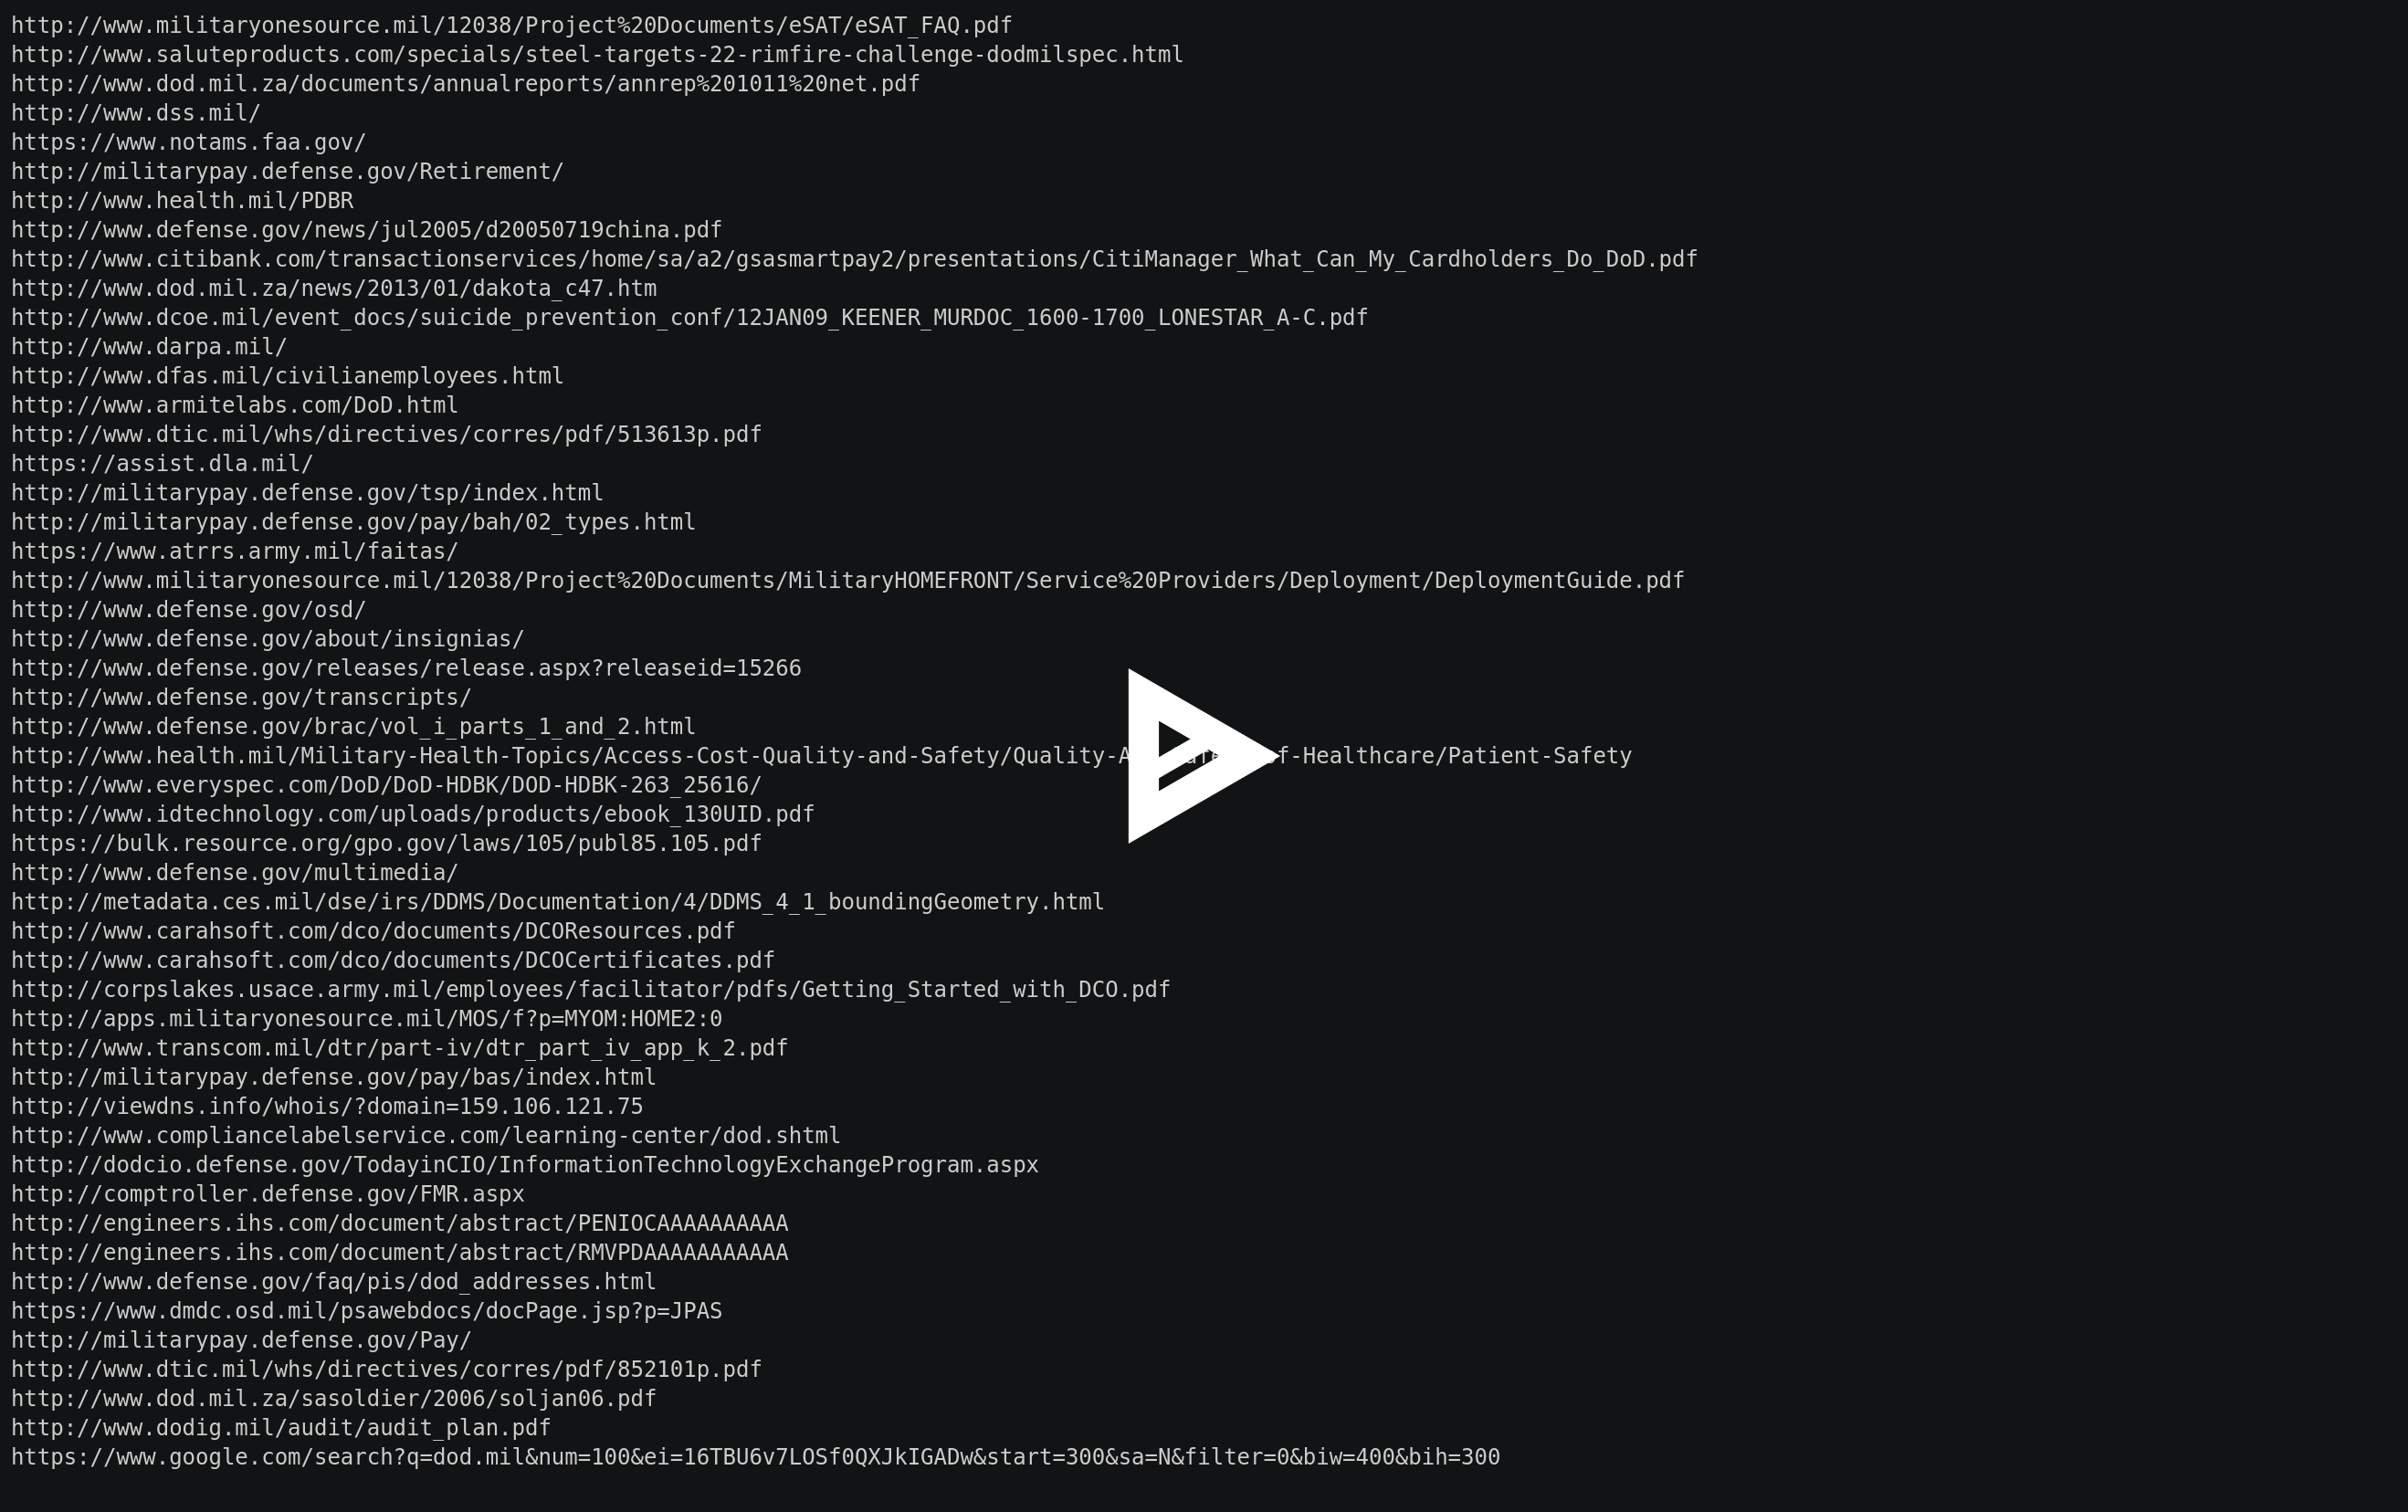 http://www.militaryonesource.mil/12038/Project%20Documents/eSAT/eSAT_FAQ.pdf
http://www.saluteproducts.com/specials/steel-targets-22-rimfire-challenge-dodmilspec.html
http://www.dod.mil.za/documents/annualreports/annrep%201011%20net.pdf
http://www.dss.mil/
https://www.notams.faa.gov/
http://militarypay.defense.gov/Retirement/
http://www.health.mil/PDBR
http://www.defense.gov/news/jul2005/d20050719china.pdf
http://www.citibank.com/transactionservices/home/sa/a2/gsasmartpay2/presentations/CitiManager_What_Can_My_Cardholders_Do_DoD.pdf
http://www.dod.mil.za/news/2013/01/dakota_c47.htm
http://www.dcoe.mil/event_docs/suicide_prevention_conf/12JAN09_KEENER_MURDOC_1600-1700_LONESTAR_A-C.pdf
http://www.darpa.mil/
http://www.dfas.mil/civilianemployees.html
http://www.armitelabs.com/DoD.html
http://www.dtic.mil/whs/directives/corres/pdf/513613p.pdf
https://assist.dla.mil/
http://militarypay.defense.gov/tsp/index.html
http://militarypay.defense.gov/pay/bah/02_types.html
https://www.atrrs.army.mil/faitas/
http://www.militaryonesource.mil/12038/Project%20Documents/MilitaryHOMEFRONT/Service%20Providers/Deployment/DeploymentGuide.pdf
http://www.defense.gov/osd/
http://www.defense.gov/about/insignias/
http://www.defense.gov/releases/release.aspx?releaseid=15266
http://www.defense.gov/transcripts/
http://www.defense.gov/brac/vol_i_parts_1_and_2.html
http://www.health.mil/Military-Health-Topics/Access-Cost-Quality-and-Safety/Quality- -Healthcare/Patient-Safety
http://www.everyspec.com/DoD/DoD-HDBK/DOD-HDBK-263_25616/
http://www.idtechnology.com/uploads/products/ebook_130UID.pdf
https://bulk.resource.org/gpo.gov/laws/105/publ85.105.pdf
http://www.defense.gov/multimedia/
http://metadata.ces.mil/dse/irs/DDMS/Documentation/4/DDMS_4_1_boundingGeometry.html
http://www.carahsoft.com/dco/documents/DCOResources.pdf
http://www.carahsoft.com/dco/documents/DCOCertificates.pdf
http://corpslakes.usace.army.mil/employees/facilitator/pdfs/Getting_Started_with_DCO.pdf
http://apps.militaryonesource.mil/MOS/f?p=MYOM:HOME2:0
http://www.transcom.mil/dtr/part-iv/dtr_part_iv_app_k_2.pdf
http://militarypay.defense.gov/pay/bas/index.html
http://viewdns.info/whois/?domain=159.106.121.75
http://www.compliancelabelservice.com/learning-center/dod.shtml
http://dodcio.defense.gov/TodayinCIO/InformationTechnologyExchangeProgram.aspx
http://comptroller.defense.gov/FMR.aspx
http://engineers.ihs.com/document/abstract/PENIOCAAAAAAAAAA
http://engineers.ihs.com/document/abstract/RMVPDAAAAAAAAAAA
http://www.defense.gov/faq/pis/dod_addresses.html
https://www.dmdc.osd.mil/psawebdocs/docPage.jsp?p=JPAS
http://militarypay.defense.gov/Pay/
http://www.dtic.mil/whs/directives/corres/pdf/852101p.pdf
http://www.dod.mil.za/sasoldier/2006/soljan06.pdf
http://www.dodig.mil/audit/audit_plan.pdf
https://www.google.com/search?q=dod.mil&num=100&ei=16TBU6v7LOSf0QXJkIGADw&start=300&sa=N&filter=0&biw=400&bih=300